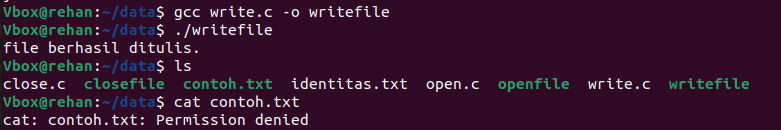 Vbox@rehan:~/data$ gcc write.c -o writefile
Vbox@rehan:~/data$ ./writefile
file berhasil ditulis.
Vbox@rehan:~/data$ ls
close.c  closefile  contoh.txt  identitas.txt  open.c  openfile  write.c  writefile
Vbox@rehan:~/data$ cat contoh.txt
cat: contoh.txt: Permission denied